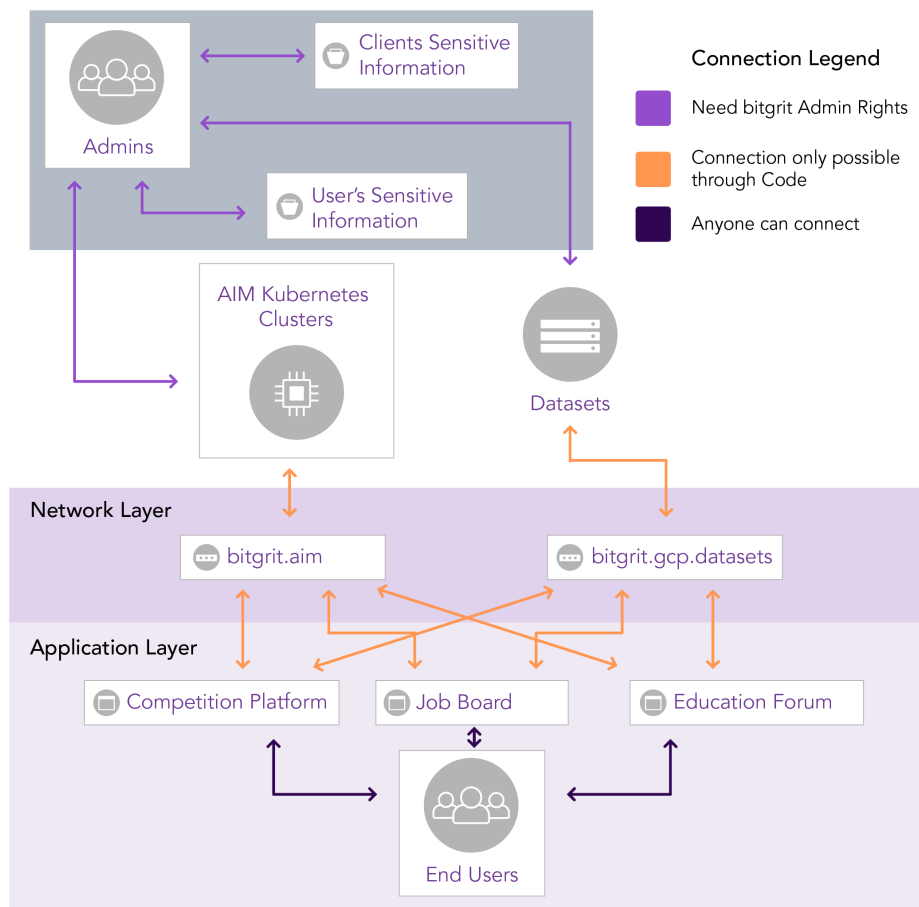 Clients Sensitive
Information
Admins
User's Sensitive
Information
Connection Legend
Need bitgrit Admin Rights
Connection only possible
through Code
Anyone can connect
AIM Kubernetes
Clusters
Datasets
Network Layer
bitgrit.aim
bitgrit.gcp.datasets
Application Layer
Competition Platform
Job Board
Education Forum
End Users